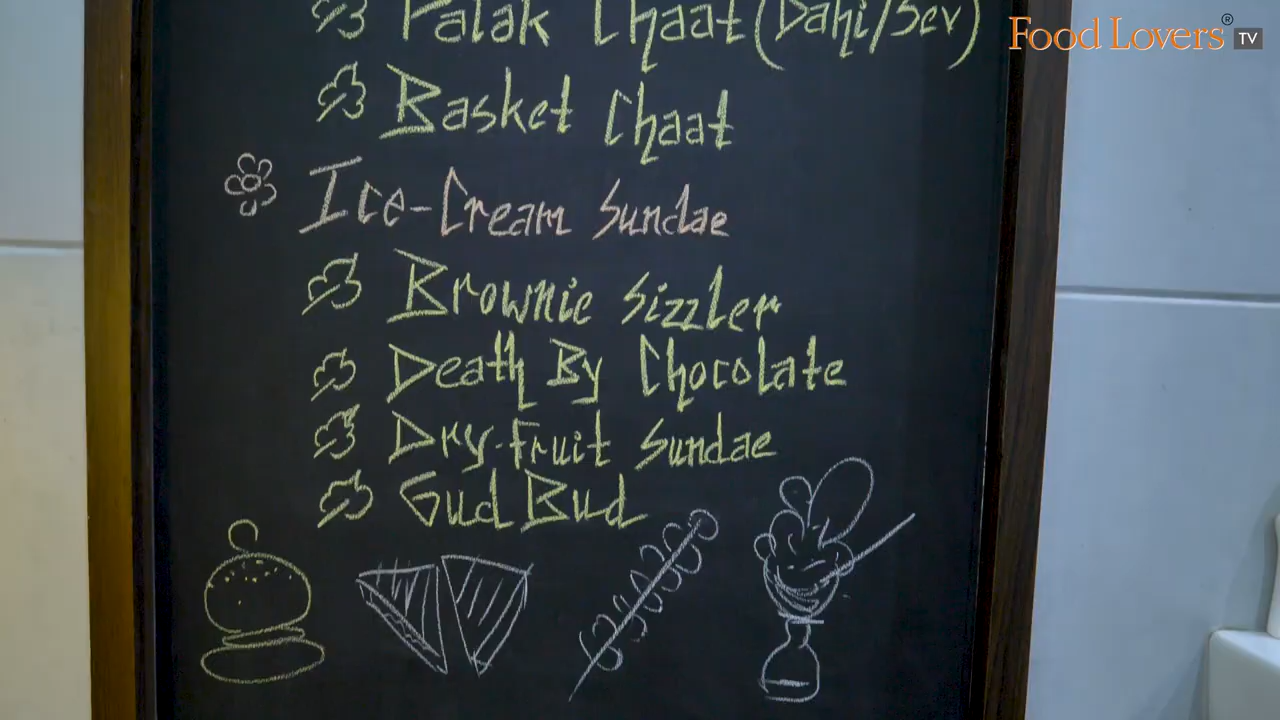 Palak Chaat (Dahi/Sev)
Food Lovers® TV
Basket Chaat
Ice-Cream Sundae
Brownie Sizzler
Death By Chocolate
Dry-Fruit Sundae
Gud Bud